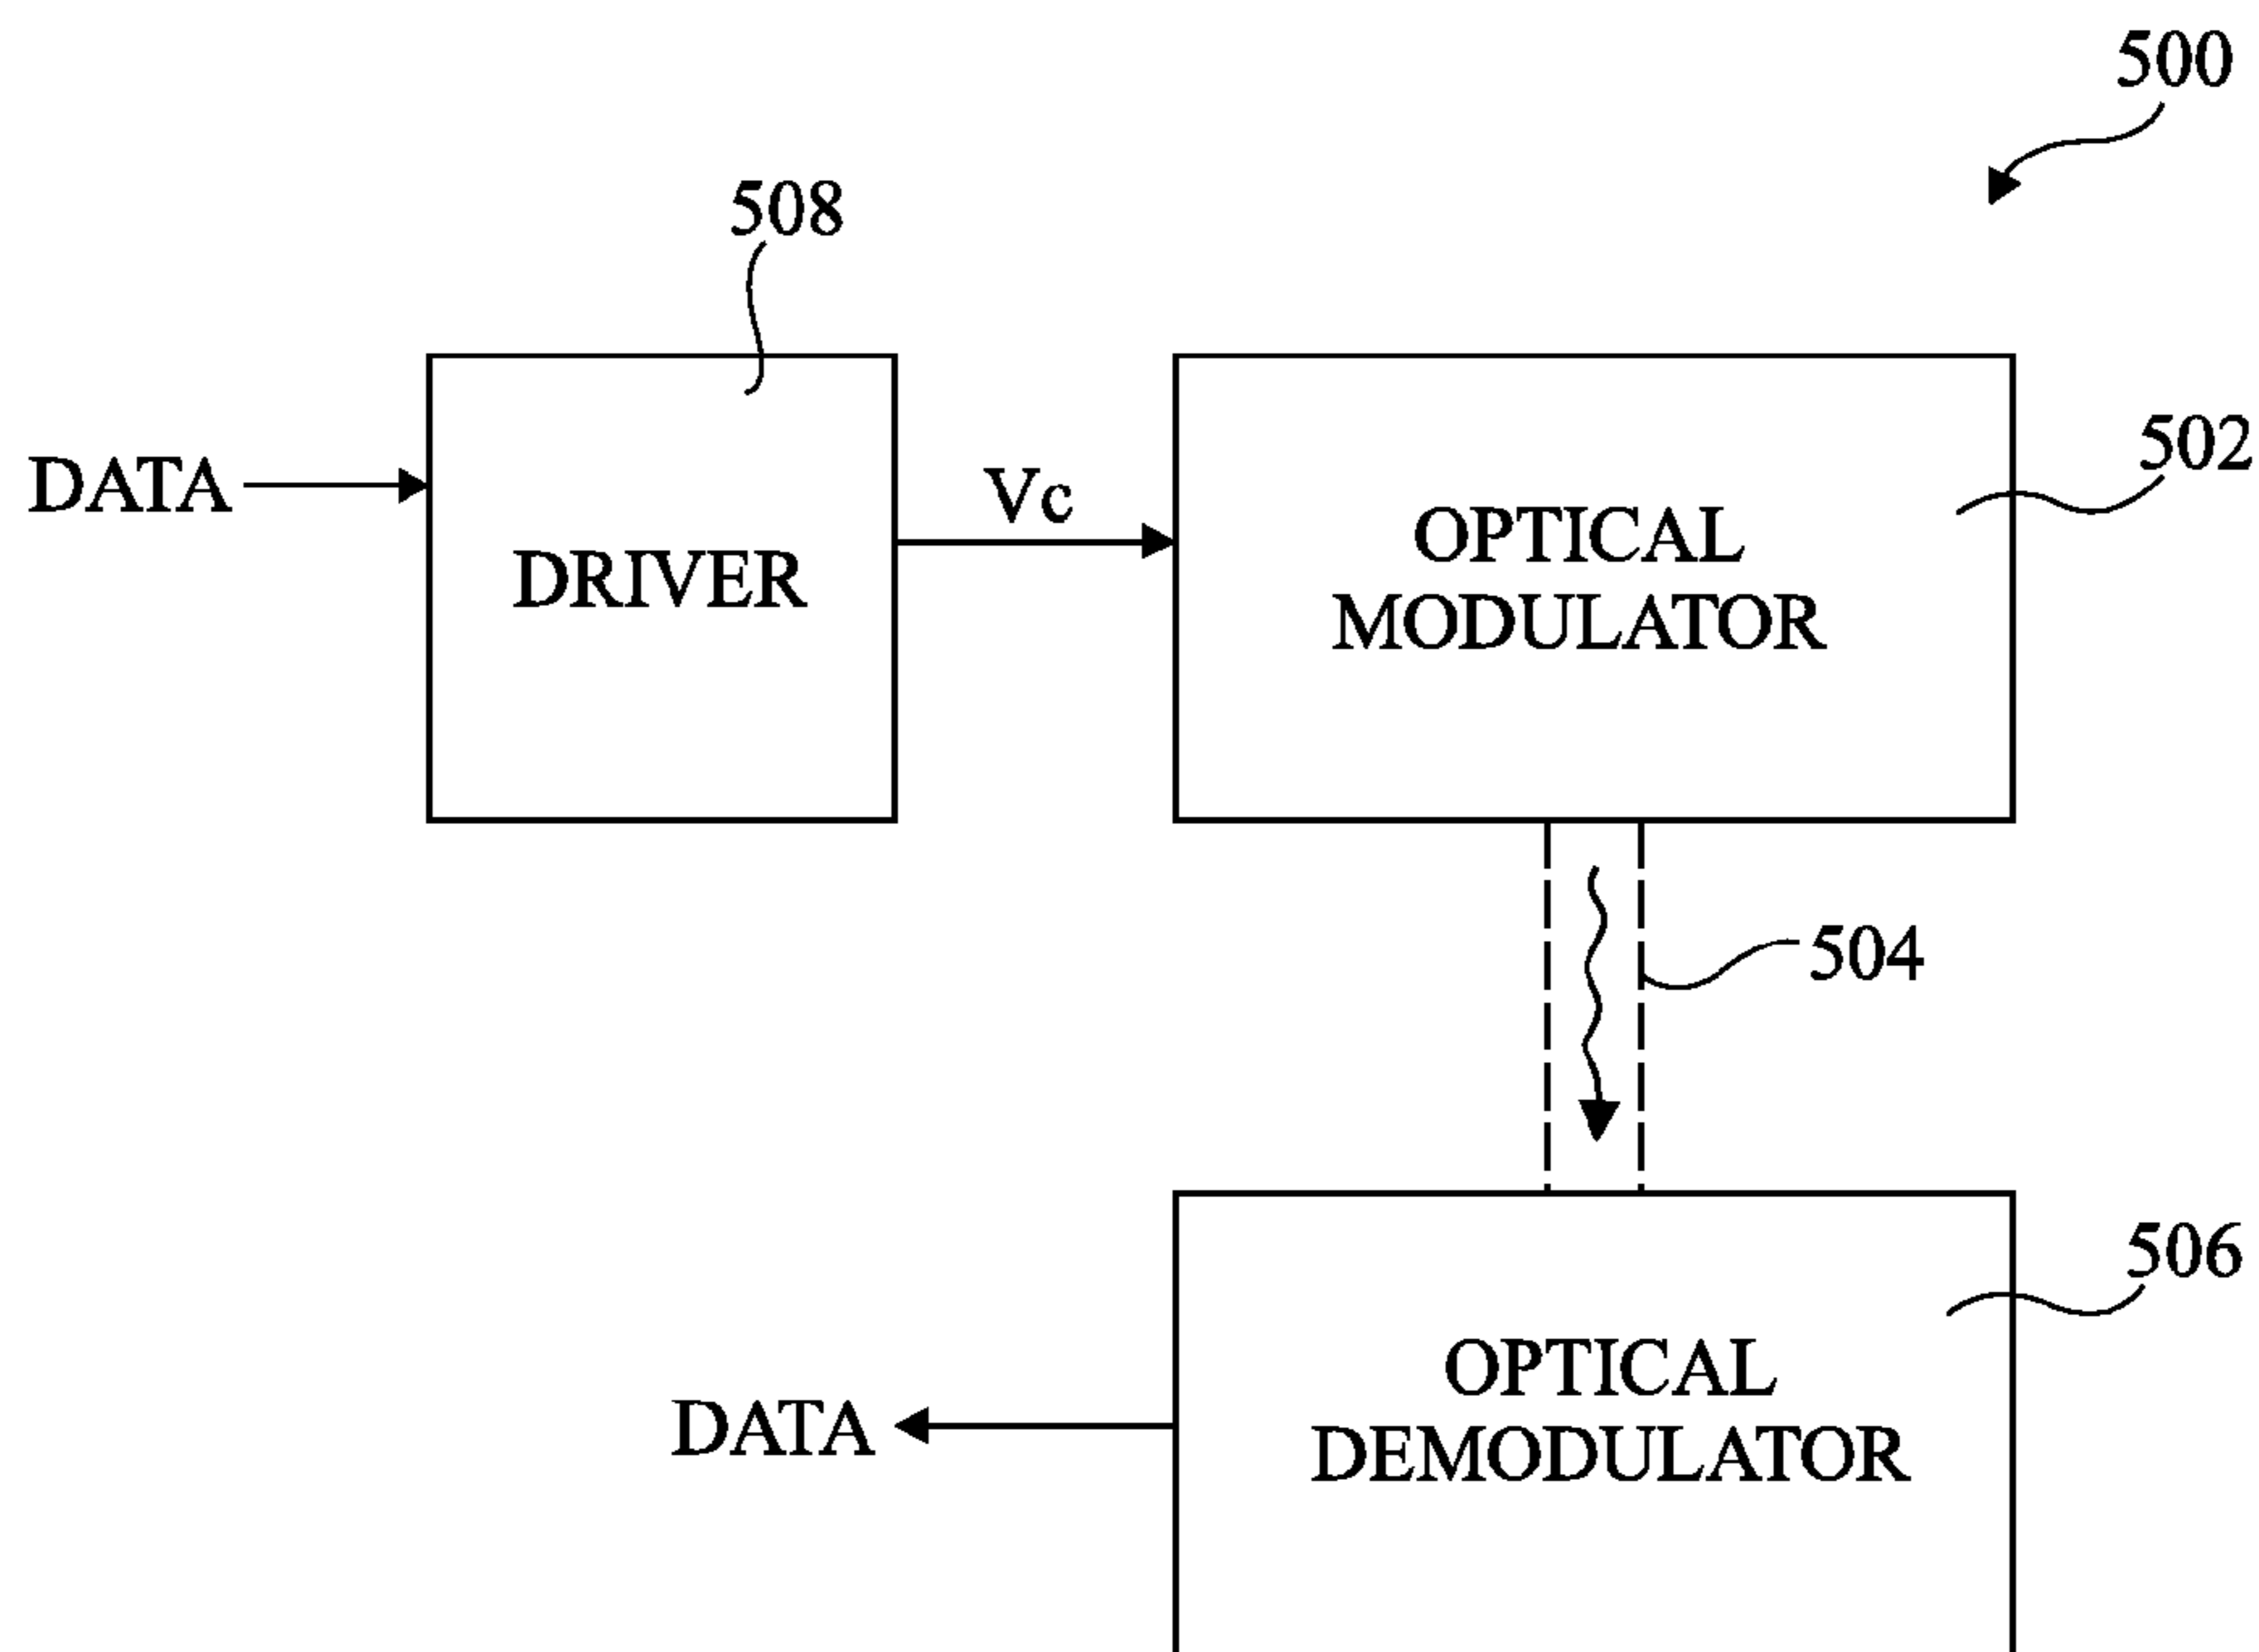 500
508
502
DATA
Vc
DRIVER
OPTICAL
MODULATOR
504
506
OPTICAL
DEMODULATOR
DATA